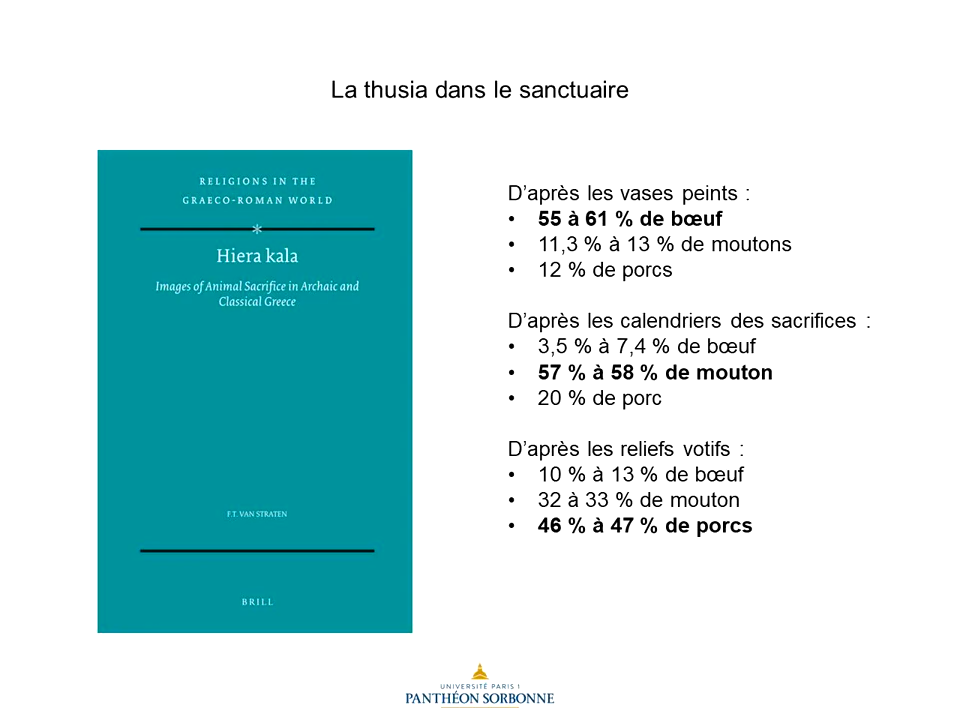 La thusia dans le sanctuaire
RELIGIONS IN THE
GRAECO-ROMAN WORLD
*
Hiera kala
Images of Animal Sacrifice in Archaic and
Classical Greece
F.T. VAN STRATEN
BRILL
D’après les vases peints :
• 55 à 61 % de bœuf
• 11,3 % à 13 % de moutons
• 12 % de porcs
D’après les calendriers des sacrifices :
• 3,5 % à 7,4 % de bœuf
• 57 % à 58 % de mouton
• 20 % de porc
D’après les reliefs votifs :
• 10 % à 13 % de bœuf
• 32 à 33 % de mouton
• 46 % à 47 % de porcs
UNIVERSITÉ PARIS 1
PANTHÉON SORBONNE